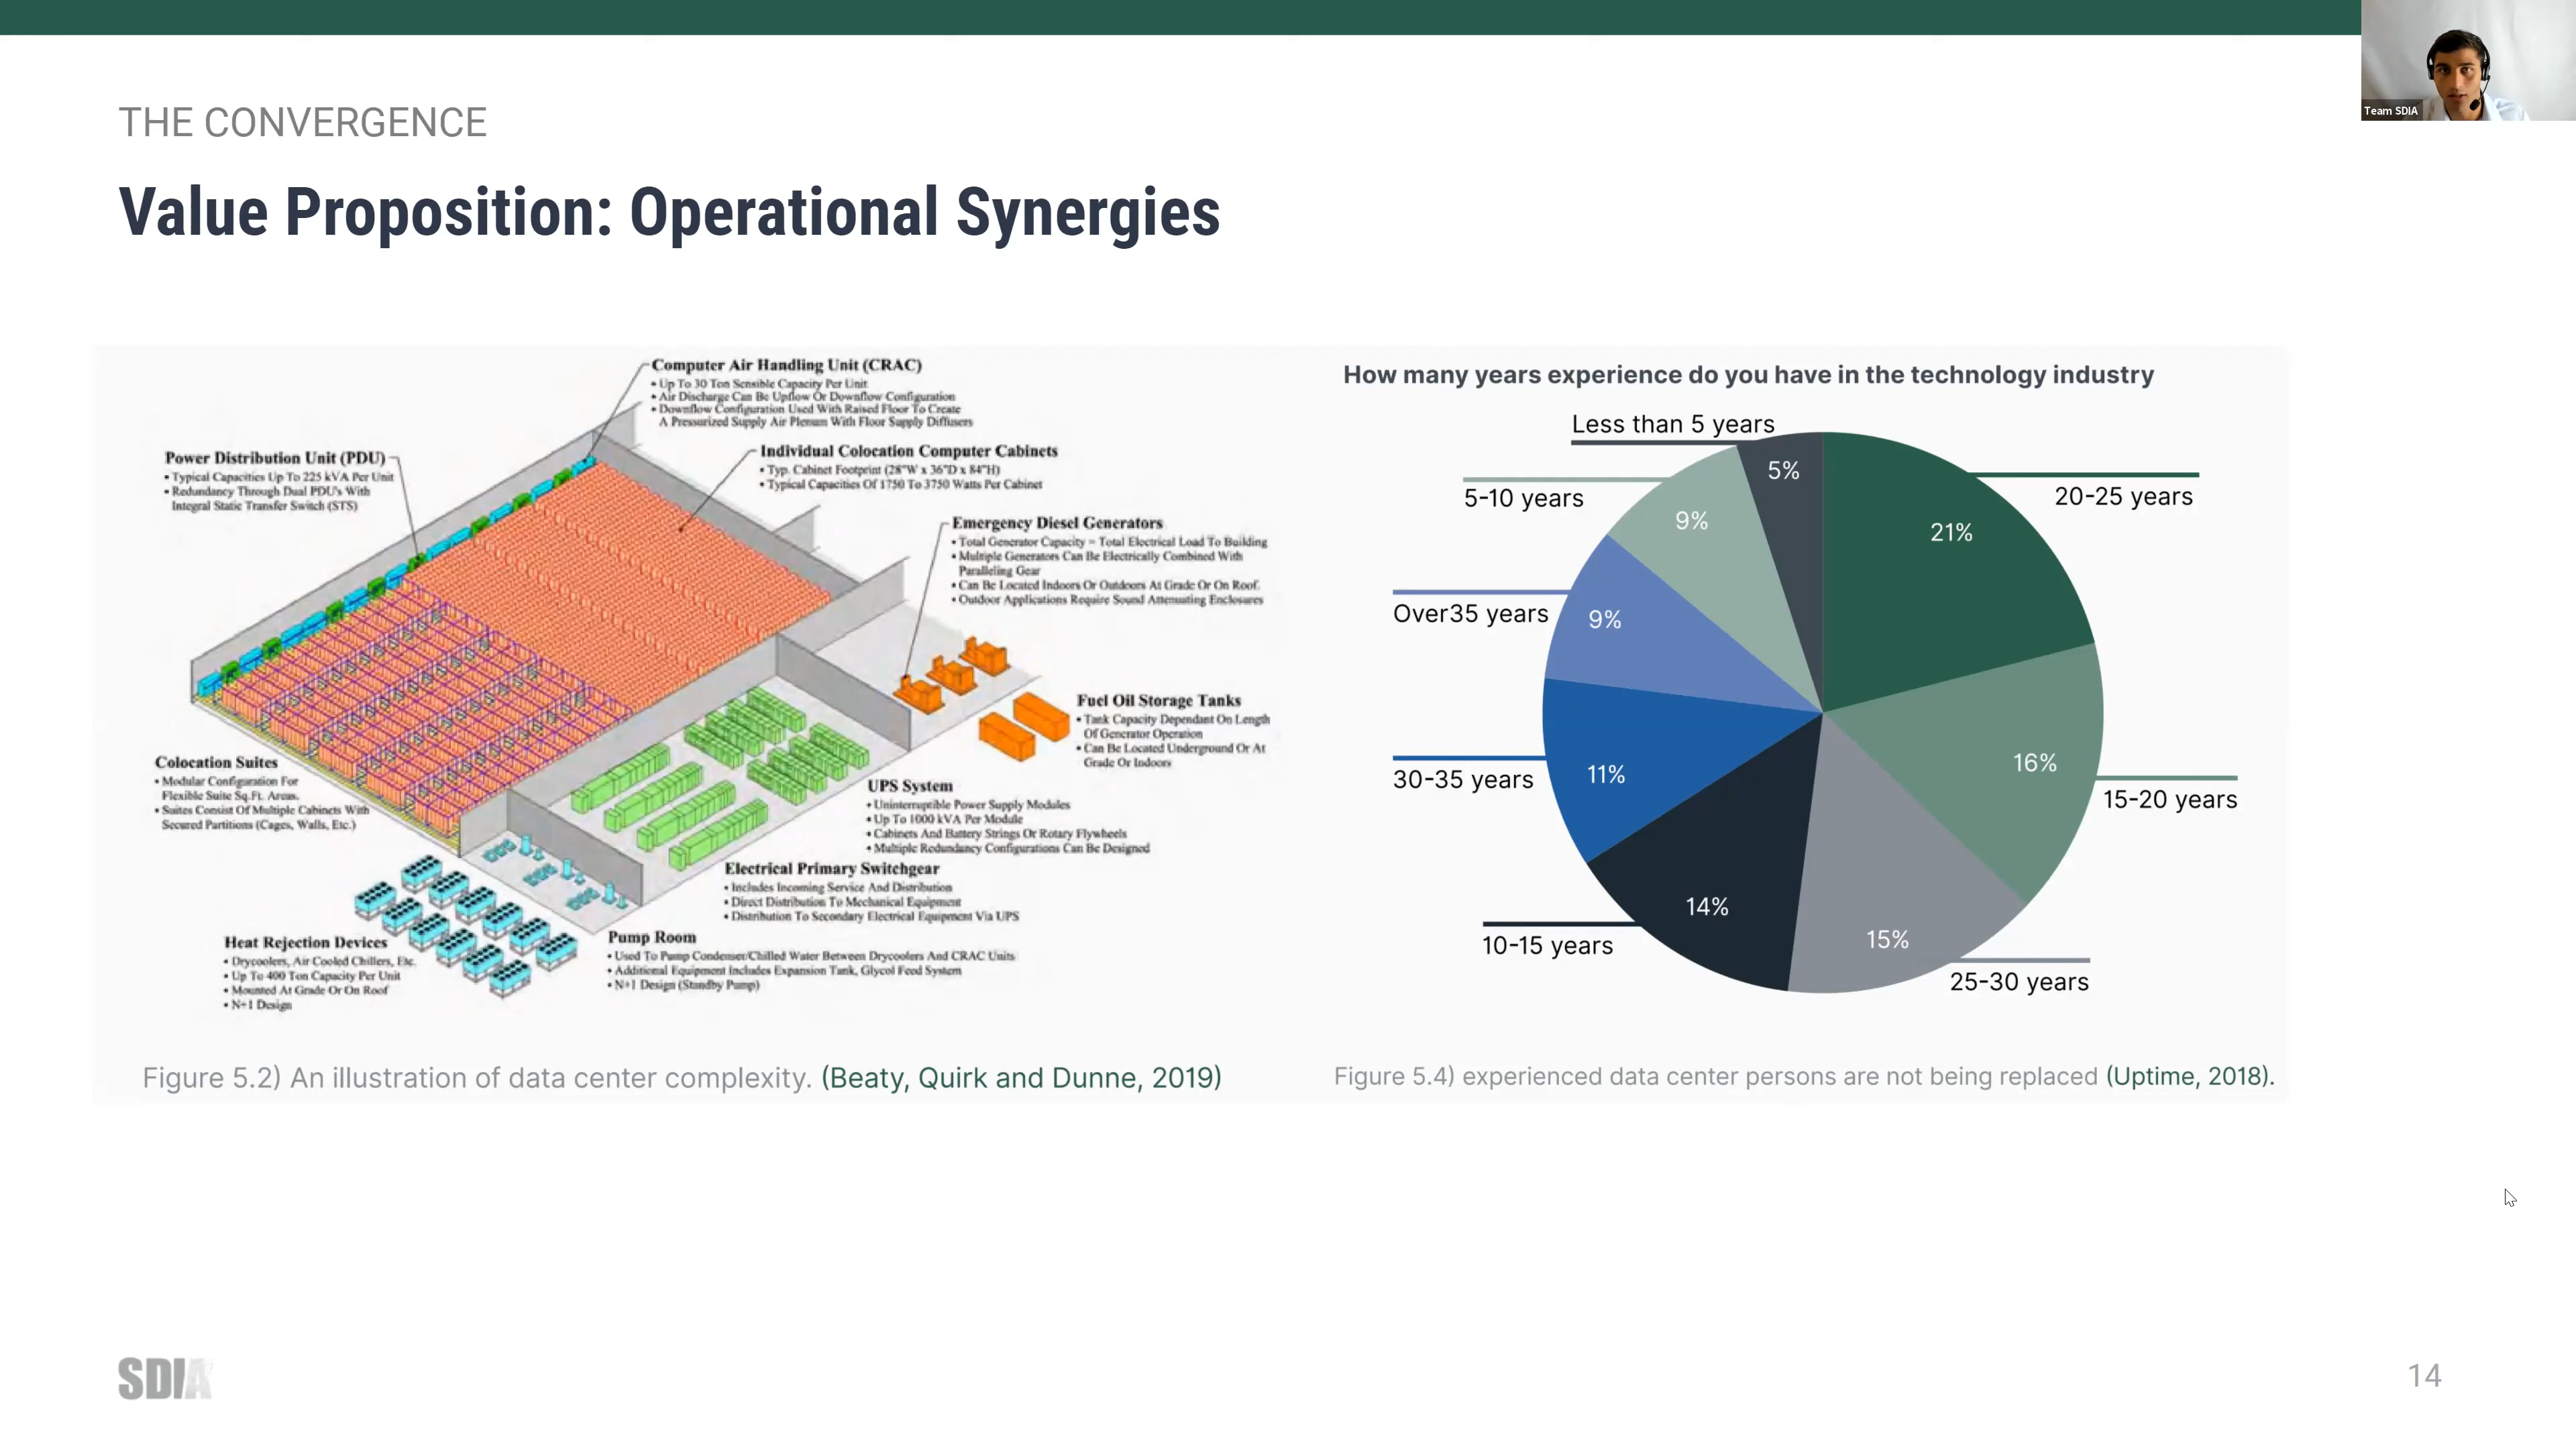 Team SDIA
THE CONVERGENCE
Value Proposition: Operational Synergies
Computer Air Handling Unit (CRAC)
• Up To 30 Ton Sensible Capacity Per Unit
• Air Discharge Can Be Upflow Or Downflow Configuration
• Downflow Configuration Used With Raised Floor To Create
A Pressurized Supply Air Plenum With Floor Supply Diffusers
Power Distribution Unit (PDU)
• Typical Capacities Up To 225 kVA Per Unit
• Redundancy Through Dual PDU's With
Integral Static Transfer Switch (STS)
Individual Colocation Computer Cabinets
• Typ. Cabinet Footprint (28"W x 36"D x 84"H)
• Typical Capacities Of 1750 To 3750 Watts Per Cabinet
Emergency Diesel Generators
• Total Generator Capacity = Total Electrical Load To Building
• Multiple Generators Can Be Electrically Combined With
Paralleling Gear
• Can Be Located Indoors Or Outdoors At Grade Or On Roof.
• Outdoor Applications Require Sound Attenuating Enclosures
Fuel Oil Storage Tanks
• Tank Capacity Dependant On Length
Of Generator Operation
• Can Be Located Underground Or At
Grade Or Indoors
Colocation Suites
• Modular Configuration For
Flexible Suite Sq.Ft. Areas.
• Suites Consist Of Multiple Cabinets With
Secured Partitions (Cages, Walls, Etc.)
UPS System
• Uninterruptible Power Supply Modules
• Up To 1000 kVA Per Module
• Cabinets And Battery Strings Or Rotary Flywheels
• Multiple Redundancy Configurations Can Be Designed
Electrical Primary Switchgear
• Includes Incoming Service And Distribution
• Direct Distribution To Mechanical Equipment
• Distribution To Secondary Electrical Equipment Via UPS
Pump Room
• Used To Pump Condenser/Chilled Water Between Drycoolers And CRAC Units
• Additional Equipment Includes Expansion Tank, Glycol Feed System
• N+1 Design (Standby Pump)
Heat Rejection Devices
• Drycoolers, Air Cooled Chillers, Etc.
• Up To 400 Ton Capacity Per Unit
• Mounted At Grade Or On Roof
• N+1 Design
Figure 5.2) An illustration of data center complexity. (Beaty, Quirk and Dunne, 2019)
How many years experience do you have in the technology industry
Less than 5 years
5%
5-10 years
9%
20-25 years
21%
Over35 years
9%
30-35 years
11%
16%
15-20 years
14%
10-15 years
15%
25-30 years
Figure 5.4) experienced data center persons are not being replaced (Uptime, 2018).
SDIA
14